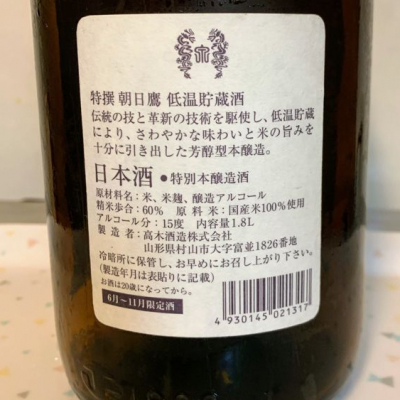 特撰 朝日鷹 低温貯蔵酒
伝統の技と革新の技術を駆使し、低温貯蔵
により、さわやかな味わいと米の旨みを
十分に引き出した芳醇型本醸造。
日本酒 ●特別本醸造酒
原材料名：米、米麹、醸造アルコール
精米歩合：60% 原料米：国産米100%使用
アルコール分：15度 内容量1.8L
製造者：高木酒造株式会社
山形県村山市大字富並1826番地
冷暗所に保管し、お早めにお召し上がり下さい。
(製造年月は表貼りに記載)
お酒は20歳になってから。
6月～11月限定酒
4 930145 021317